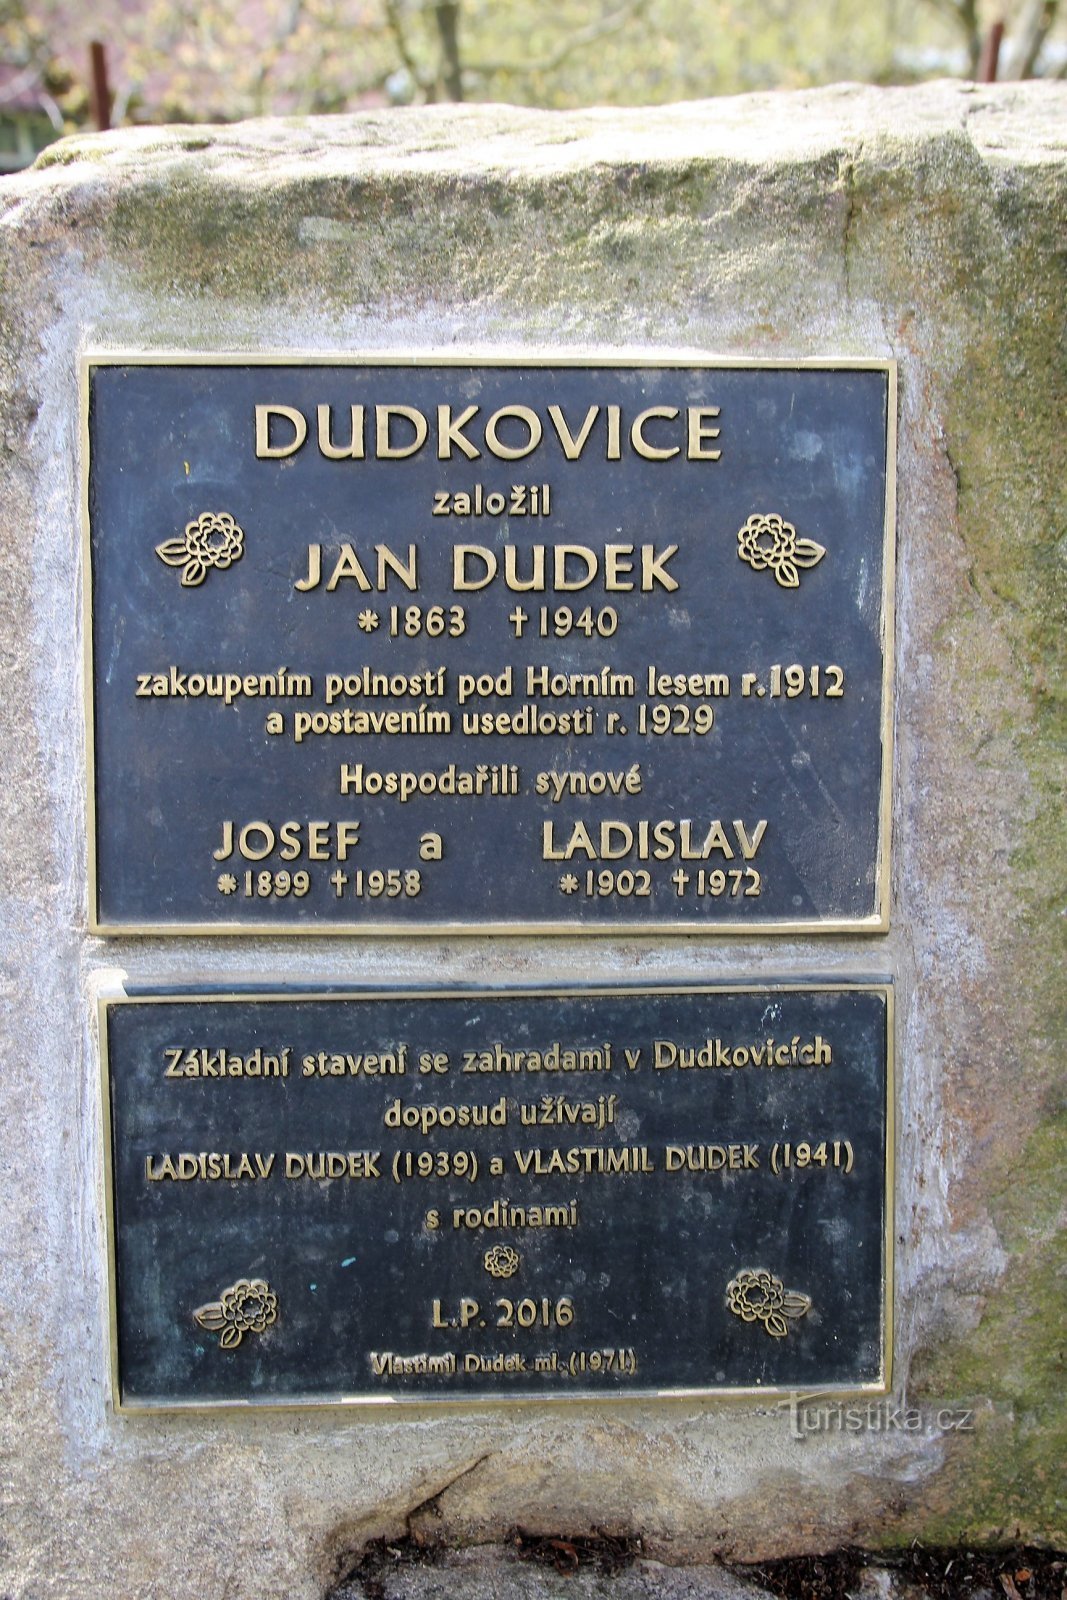 DUDKOVICE
založil
JAN DUDEK
*1863 †1940
zakoupením polností pod Horním lesem r.1912
a postavením usedlosti r. 1929
Hospodařili synové
JOSEF a LADISLAV
*1899 †1958 *1902 †1972
Základní stavení se zahradami v Dudkovicích
doposud užívají
LADISLAV DUDEK (1939) a VLASTIMIL DUDEK (1941)
s rodinami
L.P. 2016
Vlastimil Dudek ml. (1971)
Turistika.cz